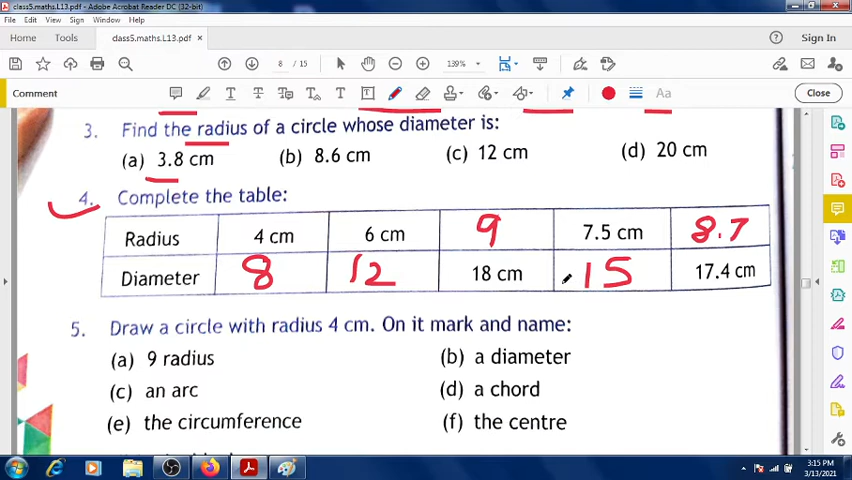 class5.maths.L13.pdf - Adobe Acrobat Reader DC (32-bit)
File Edit View Sign Window Help
Home Tools class5.maths.L13.pdf × Sign In
8 / 15 139%
Comment Aa Close
3. Find the radius of a circle whose diameter is:
(a) 3.8 cm (b) 8.6 cm (c) 12 cm (d) 20 cm
4. Complete the table:
Radius 4 cm 6 cm 9 7.5 cm 8.7
Diameter 8 12 18 cm 15 17.4 cm
5. Draw a circle with radius 4 cm. On it mark and name:
(a) 9 radius (b) a diameter
(c) an arc (d) a chord
(e) the circumference (f) the centre
3:15 PM
3/13/2021